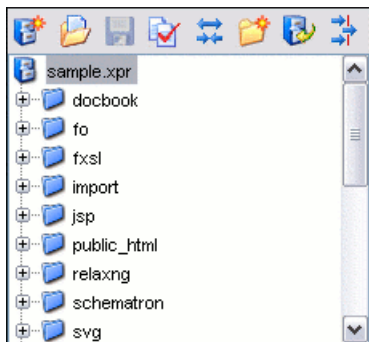 sample.xpr
docbook
fo
fxsl
import
jsp
public_html
relaxng
schematron
svg